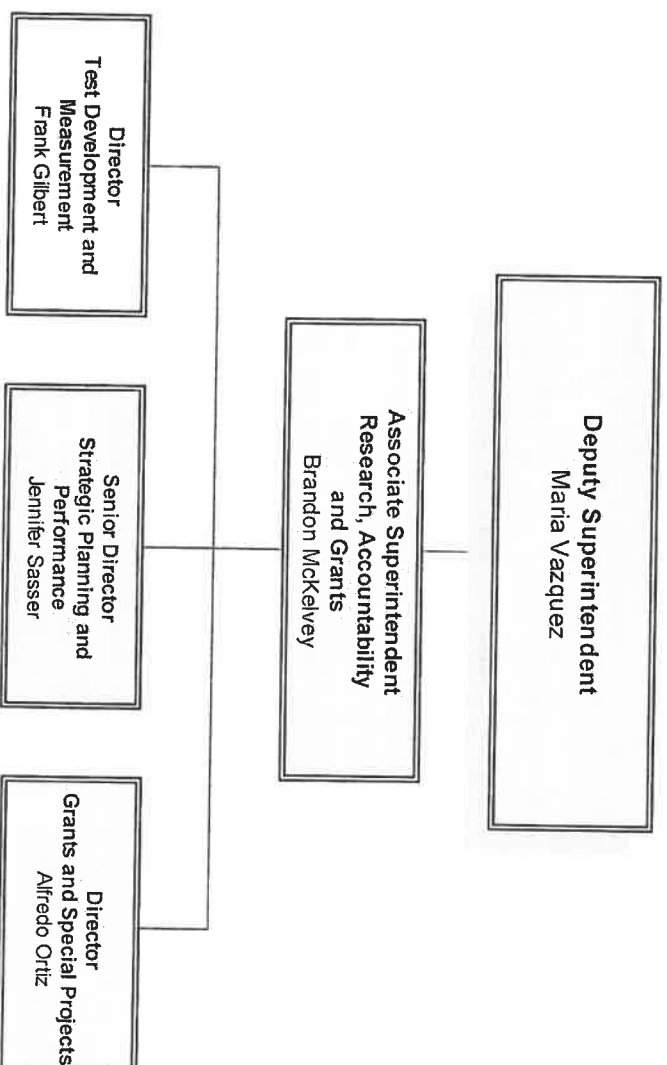 Deputy Superintendent
Maria Vazquez
Associate Superintendent
Research, Accountability
and Grants
Brandon McKelvey
Director
Test Development and
Measurement
Frank Gilbert
Senior Director
Strategic Planning and
Performance
Jennifer Sasser
Director
Grants and Special Projects
Alfredo Ortiz